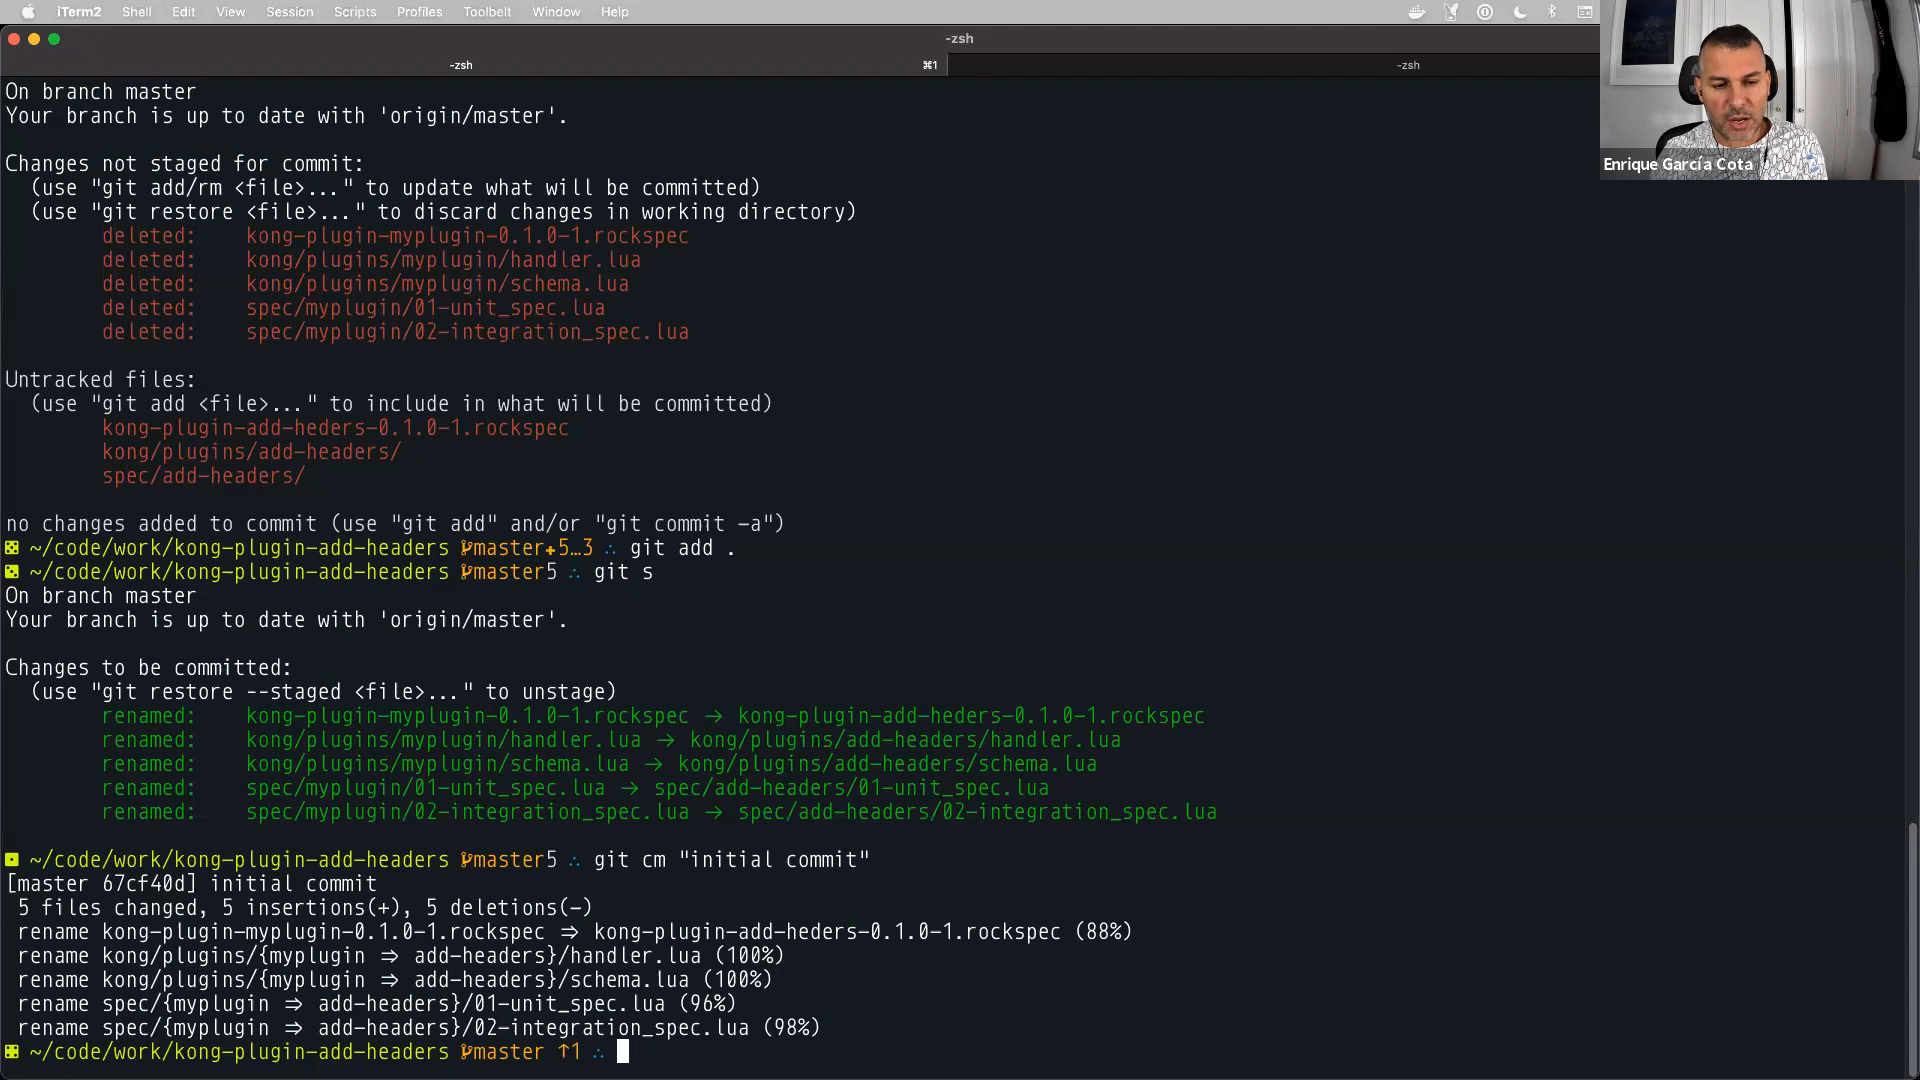 iTerm2 Shell Edit View Session Scripts Profiles Toolbelt Window Help
-zsh
-zsh ⌘1 -zsh
Enrique García Cota
On branch master
Your branch is up to date with 'origin/master'.
Changes not staged for commit:
(use "git add/rm <file>..." to update what will be committed)
(use "git restore <file>..." to discard changes in working directory)
deleted: kong-plugin-myplugin-0.1.0-1.rockspec
deleted: kong/plugins/myplugin/handler.lua
deleted: kong/plugins/myplugin/schema.lua
deleted: spec/myplugin/01-unit_spec.lua
deleted: spec/myplugin/02-integration_spec.lua
Untracked files:
(use "git add <file>..." to include in what will be committed)
kong-plugin-add-heders-0.1.0-1.rockspec
kong/plugins/add-headers/
spec/add-headers/
no changes added to commit (use "git add" and/or "git commit -a")
~/code/work/kong-plugin-add-headers master+5…3 ∴ git add .
~/code/work/kong-plugin-add-headers master5 ∴ git s
On branch master
Your branch is up to date with 'origin/master'.
Changes to be committed:
(use "git restore --staged <file>..." to unstage)
renamed: kong-plugin-myplugin-0.1.0-1.rockspec → kong-plugin-add-heders-0.1.0-1.rockspec
renamed: kong/plugins/myplugin/handler.lua → kong/plugins/add-headers/handler.lua
renamed: kong/plugins/myplugin/schema.lua → kong/plugins/add-headers/schema.lua
renamed: spec/myplugin/01-unit_spec.lua → spec/add-headers/01-unit_spec.lua
renamed: spec/myplugin/02-integration_spec.lua → spec/add-headers/02-integration_spec.lua
~/code/work/kong-plugin-add-headers master5 ∴ git cm "initial commit"
[master 67cf40d] initial commit
5 files changed, 5 insertions(+), 5 deletions(-)
rename kong-plugin-myplugin-0.1.0-1.rockspec ⇒ kong-plugin-add-heders-0.1.0-1.rockspec (88%)
rename kong/plugins/{myplugin ⇒ add-headers}/handler.lua (100%)
rename kong/plugins/{myplugin ⇒ add-headers}/schema.lua (100%)
rename spec/{myplugin ⇒ add-headers}/01-unit_spec.lua (96%)
rename spec/{myplugin ⇒ add-headers}/02-integration_spec.lua (98%)
~/code/work/kong-plugin-add-headers master ↑1 ∴